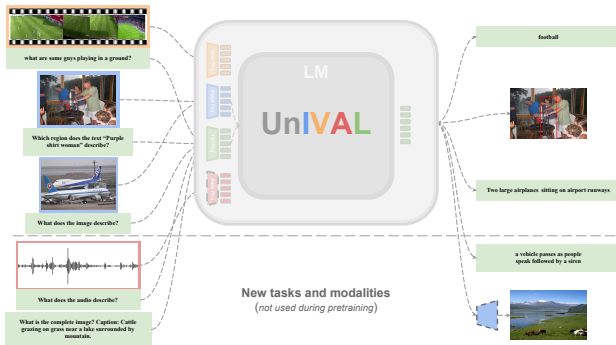 what are some guys playing in a ground?
Which region does the text "Purple
shirt woman" describe?
What does the image describe?
What does the audio describe?
What is the complete image? Caption: Cattle
grazing on grass near a lake surrounded by
mountain.
LM
UnIVAL
New tasks and modalities
(not used during pretraining)
football
Two large airplanes sitting on airport runways
a vehicle passes as people
speak followed by a siren